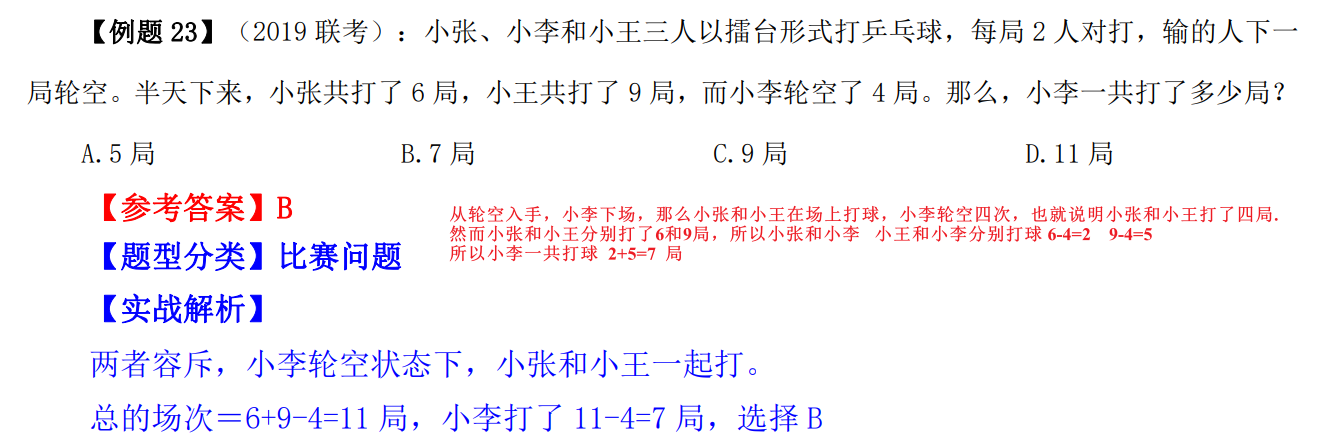 【例题 23】（2019 联考）：小张、小李和小王三人以擂台形式打乒乓球，每局 2 人对打，输的人下一
局轮空。半天下来，小张共打了 6 局，小王共打了 9 局，而小李轮空了 4 局。那么，小李一共打了多少局？
A.5 局 B.7 局 C.9 局 D.11 局
【参考答案】B
从轮空入手，小李下场，那么小张和小王在场上打球，小李轮空四次，也就说明小张和小王打了四局.
然而小张和小王分别打了6和9局，所以小张和小李 小王和小李分别打球 6-4=2 9-4=5
所以小李一共打球 2+5=7 局
【题型分类】比赛问题
【实战解析】
两者容斥，小李轮空状态下，小张和小王一起打。
总的场次＝6+9-4=11 局，小李打了 11-4=7 局，选择 B